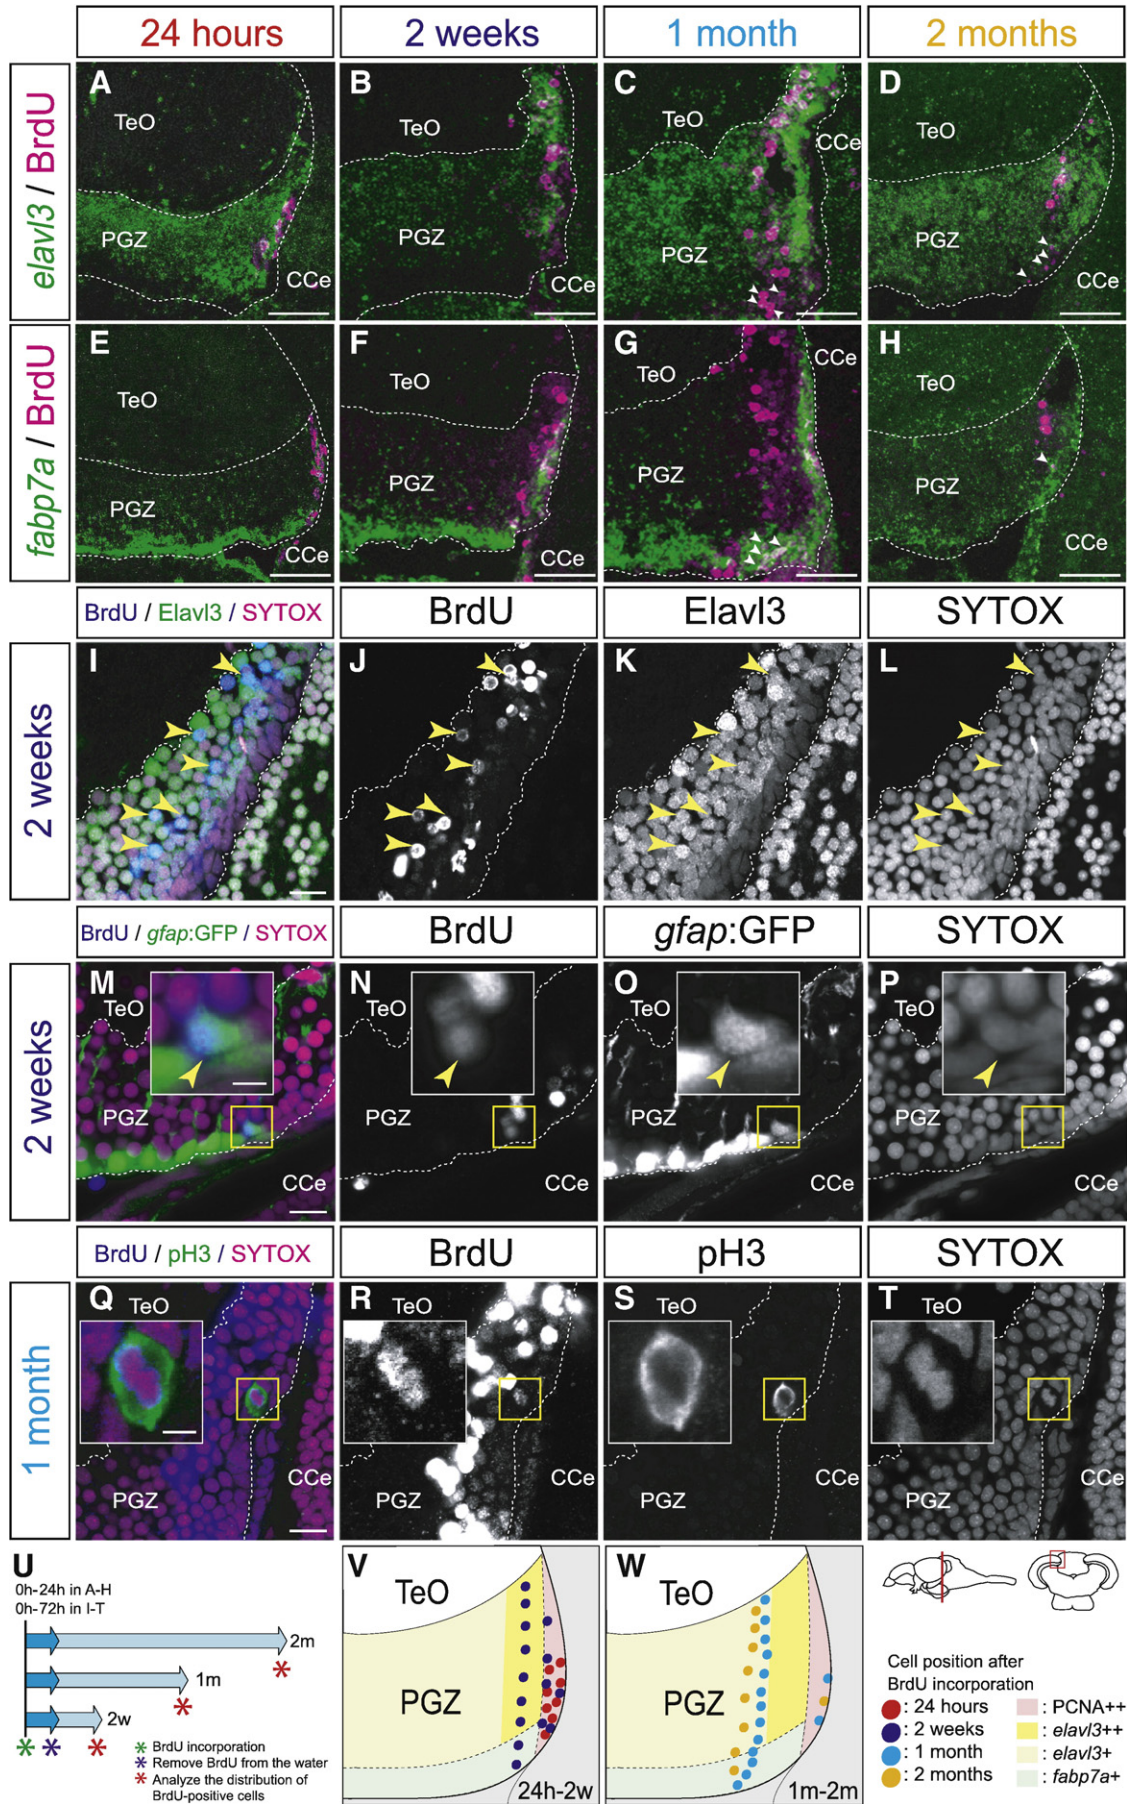 24 hours
2 weeks
1 month
2 months
elavl3 / BrdU
A
TeO
PGZ
CCe
B
TeO
PGZ
CCe
C
TeO
CCe
PGZ
D
TeO
PGZ
CCe
fabp7a / BrdU
E
TeO
PGZ
CCe
F
TeO
PGZ
CCe
G
CCe
TeO
PGZ
H
TeO
PGZ
CCe
BrdU / Elavl3 / SYTOX
BrdU
Elavl3
SYTOX
2 weeks
I
J
K
L
BrdU / gfap:GFP / SYTOX
BrdU
gfap:GFP
SYTOX
2 weeks
M
TeO
PGZ
CCe
N
TeO
PGZ
CCe
O
TeO
PGZ
CCe
P
TeO
PGZ
CCe
BrdU / pH3 / SYTOX
BrdU
pH3
SYTOX
1 month
Q
TeO
PGZ
CCe
R
TeO
PGZ
CCe
S
TeO
PGZ
CCe
T
TeO
PGZ
CCe
U
0h-24h in A-H
0h-72h in I-T
2m
1m
2w
* BrdU incorporation
* Remove BrdU from the water
* Analyze the distribution of
BrdU-positive cells
V
TeO
PGZ
24h-2w
W
TeO
PGZ
1m-2m
Cell position after
BrdU incorporation
: 24 hours
: 2 weeks
: 1 month
: 2 months
: PCNA++
: elavl3++
: elavl3+
: fabp7a+